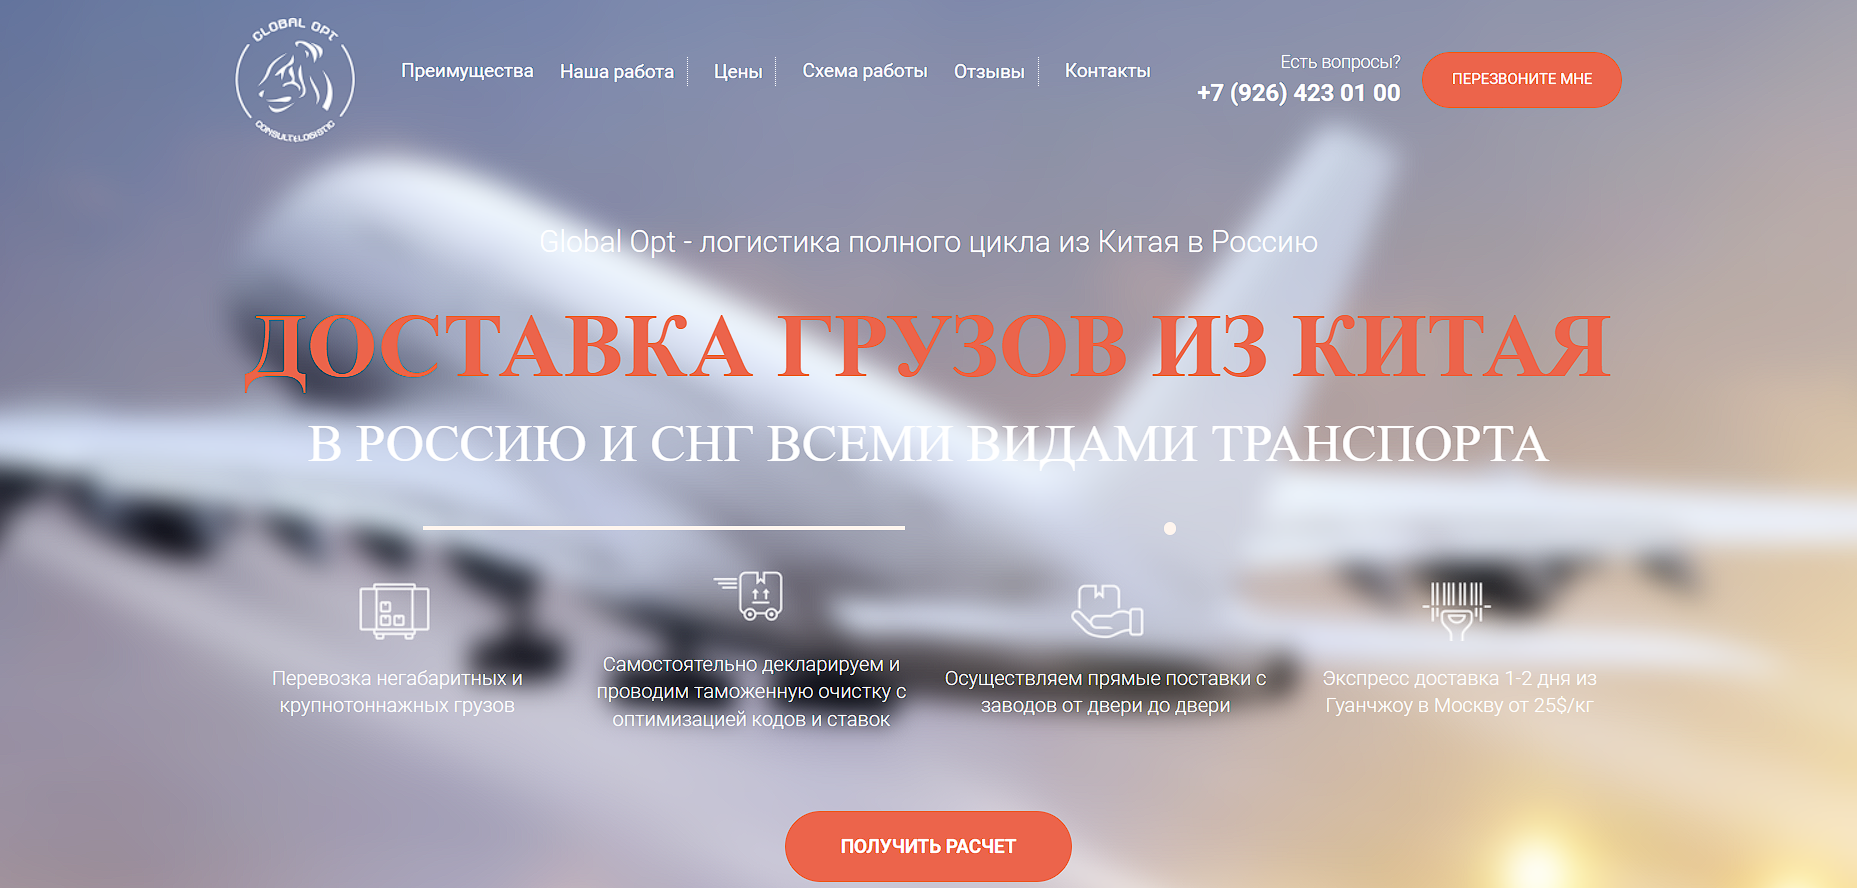 GLOBAL OPT
CONSULT&LOGISTIC
Преимущества
Наша работа
Цены
Схема работы
Отзывы
Контакты
Есть вопросы?
+7 (926) 423 01 00
ПЕРЕЗВОНИТЕ МНЕ
Global Opt - логистика полного цикла из Китая в Россию
ДОСТАВКА ГРУЗОВ ИЗ КИТАЯ
В РОССИЮ И СНГ ВСЕМИ ВИДАМИ ТРАНСПОРТА
Перевозка негабаритных и
крупнотоннажных грузов
Самостоятельно декларируем и
проводим таможенную очистку с
оптимизацией кодов и ставок
Осуществляем прямые поставки с
заводов от двери до двери
Экспресс доставка 1-2 дня из
Гуанчжоу в Москву от 25$/кг
ПОЛУЧИТЬ РАСЧЕТ